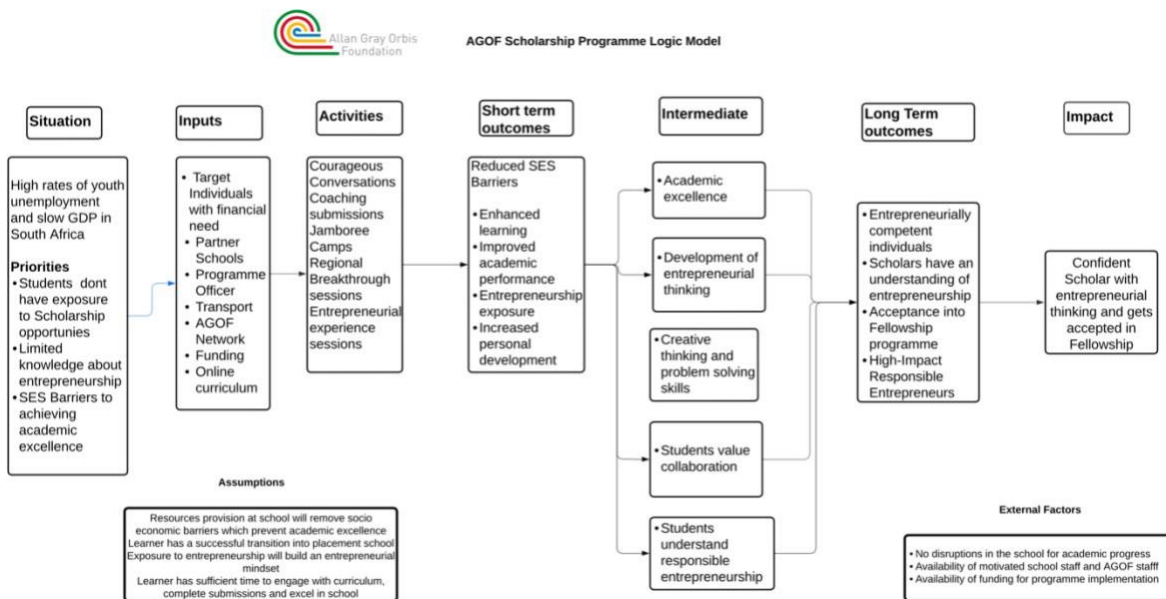 Allan Gray Orbis
Foundation
AGOF Scholarship Programme Logic Model
Situation
High rates of youth
unemployment
and slow GDP in
South Africa
Priorities
•Students dont
have exposure
to Scholarship
opportunies
•Limited
knowledge about
entrepreneurship
•SES Barriers to
achieving
academic
excellence
Inputs
• Target
Individuals
with financial
need
• Partner
Schools
• Programme
Officer
• Transport
• AGOF
Network
• Funding
• Online
curriculum
Activities
Courageous
Conversations
Coaching
submissions
Jamboree
Camps
Regional
Breakthrough
sessions
Entrepreneurial
experience
sessions
Short term
outcomes
Reduced SES
Barriers
•Enhanced
learning
•Improved
academic
performance
•Entrepreneurship
exposure
•Increased
personal
development
Intermediate
•Academic
excellence
•Development of
entrepreneurial
thinking
•Creative
thinking and
problem solving
skills
•Students value
collaboration
•Students
understand
responsible
entrepreneurship
Long Term
outcomes
•Entrepreneurially
competent
individuals
•Scholars have an
understanding of
entrepreneurship
•Acceptance into
Fellowship
programme
•High-Impact
Responsible
Entrepreneurs
Impact
Confident
Scholar with
entrepreneurial
thinking and gets
accepted in
Fellowship
Assumptions
Resources provision at school will remove socio
economic barriers which prevent academic excellence
Learner has a successful transition into placement school
Exposure to entrepreneurship will build an entrepreneurial
mindset
Learner has sufficient time to engage with curriculum,
complete submissions and excel in school
External Factors
• No disruptions in the school for academic progress
• Availability of motivated school staff and AGOF stafff
• Availability of funding for programme implementation